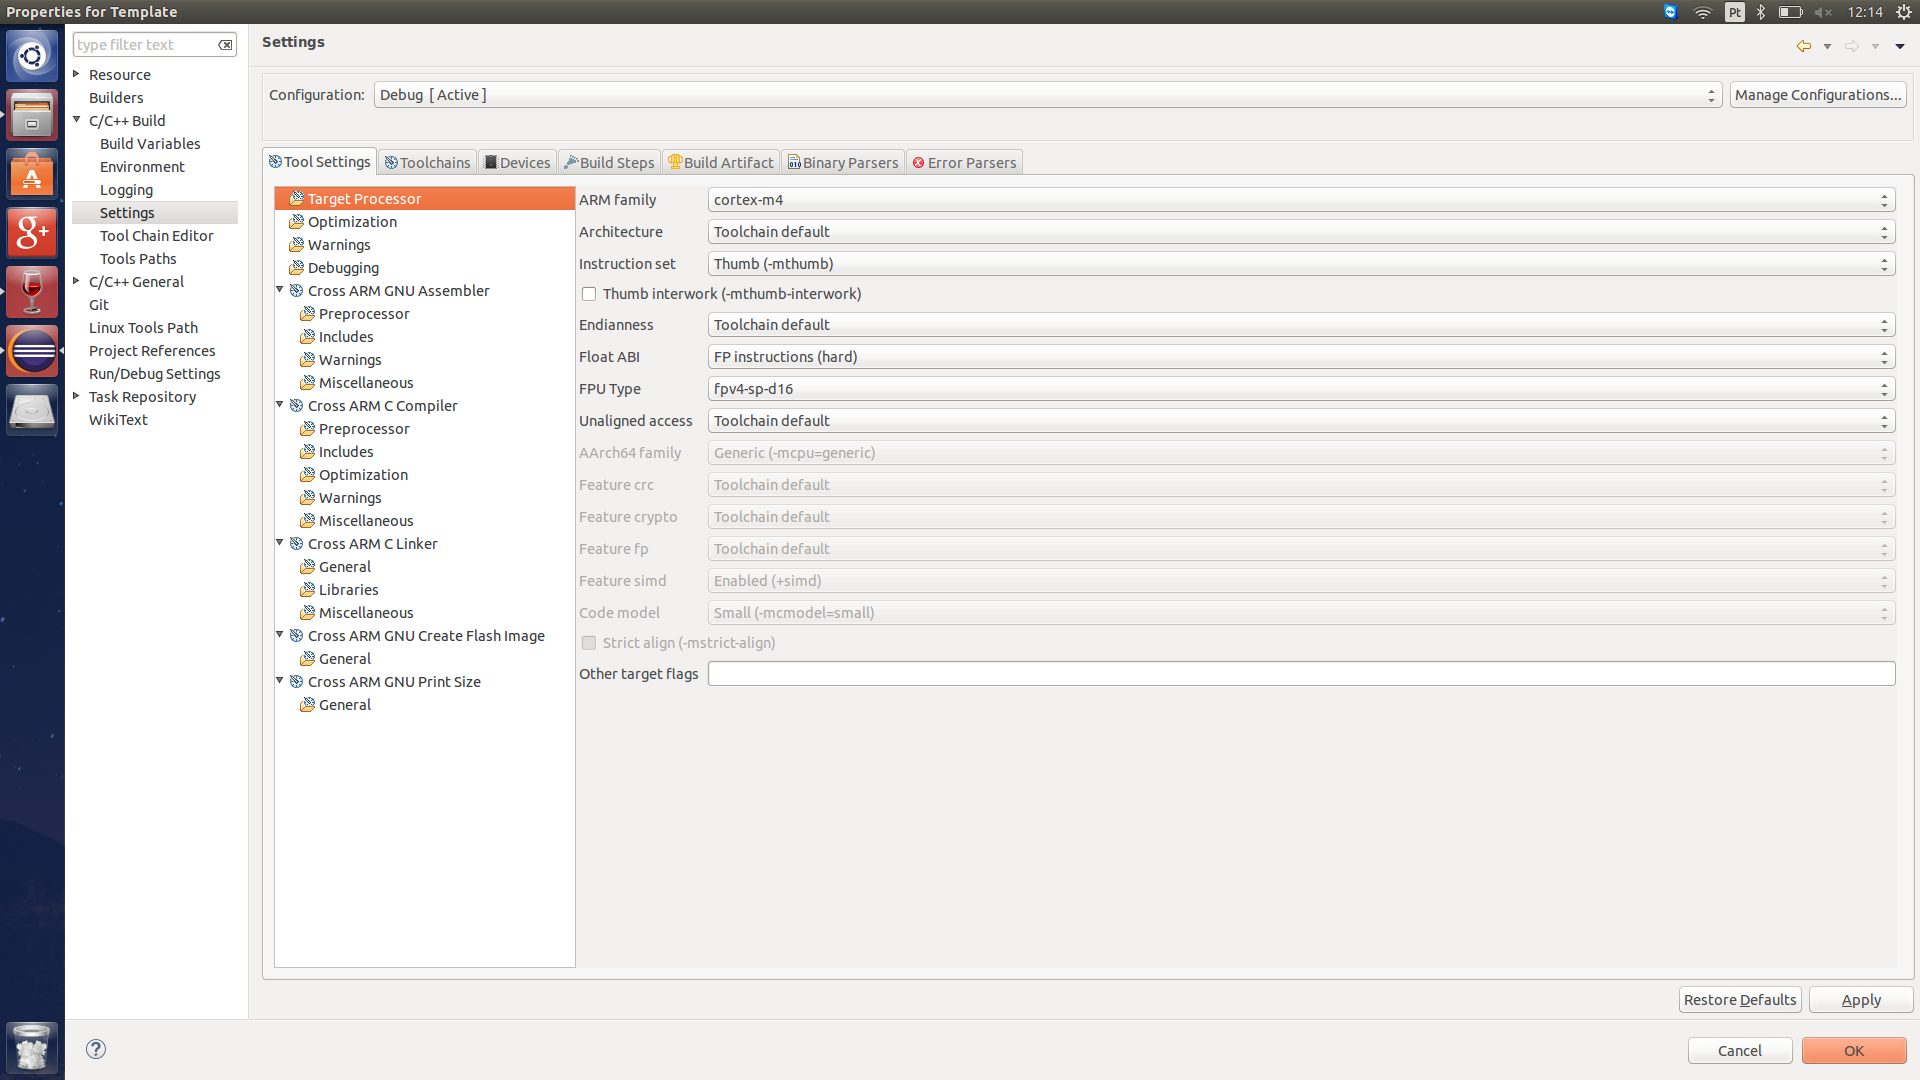 Properties for Template
Pt
12:14
type filter text
Resource
Builders
C/C++ Build
Build Variables
Environment
Logging
Settings
Tool Chain Editor
Tools Paths
C/C++ General
Git
Linux Tools Path
Project References
Run/Debug Settings
Task Repository
WikiText
Settings
Configuration:
Debug [ Active ]
Manage Configurations...
Tool Settings
Toolchains
Devices
Build Steps
Build Artifact
Binary Parsers
Error Parsers
Target Processor
Optimization
Warnings
Debugging
Cross ARM GNU Assembler
Preprocessor
Includes
Warnings
Miscellaneous
Cross ARM C Compiler
Preprocessor
Includes
Optimization
Warnings
Miscellaneous
Cross ARM C Linker
General
Libraries
Miscellaneous
Cross ARM GNU Create Flash Image
General
Cross ARM GNU Print Size
General
ARM family
cortex-m4
Architecture
Toolchain default
Instruction set
Thumb (-mthumb)
Thumb interwork (-mthumb-interwork)
Endianness
Toolchain default
Float ABI
FP instructions (hard)
FPU Type
fpv4-sp-d16
Unaligned access
Toolchain default
AArch64 family
Generic (-mcpu=generic)
Feature crc
Toolchain default
Feature crypto
Toolchain default
Feature fp
Toolchain default
Feature simd
Enabled (+simd)
Code model
Small (-mcmodel=small)
Strict align (-mstrict-align)
Other target flags
Restore Defaults
Apply
Cancel
OK